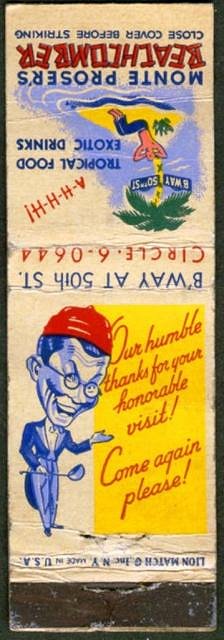 CLOSE COVER BEFORE STRIKING
MONTE PROSER'S
BEACHCOMBER
TROPICAL FOOD
EXOTIC DRINKS
A-H-H-H!
B'WAY
50TH ST
CIRCLE·6·0644
B'WAY AT 50th ST.
Our humble
thanks for your
honorable
visit!
Come again
please!
LION MATCH Co., INC., N.Y. MADE IN U.S.A.